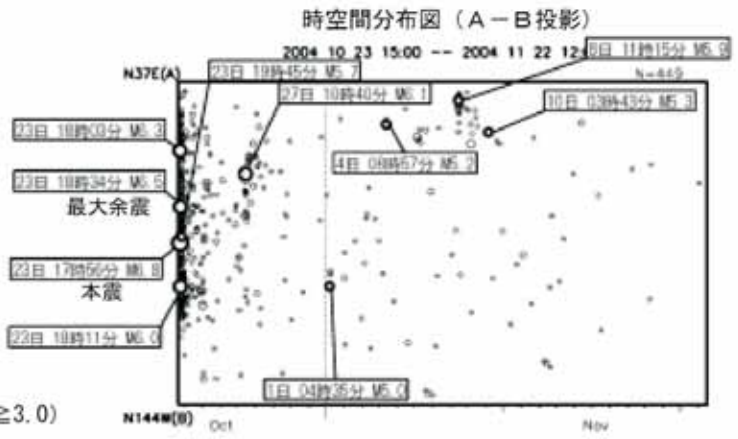 時空間分布図（A－B投影）
2004 10 23 15:00 -- 2004 11 22 12:
8日 11時15分 M5.9
N37E(A)
23日 19時45分 M5.7
N=449
27日 10時40分 M6.1
10日 03時43分 M5.3
23日 18時03分 M6.3
4日 08時57分 M5.2
23日 18時34分 M6.5
最大余震
23日 17時56分 M6.8
本震
23日 18時11分 M6.0
1日 04時35分 M5.0
≧3.0)
N144W(B)
Oct
Nov